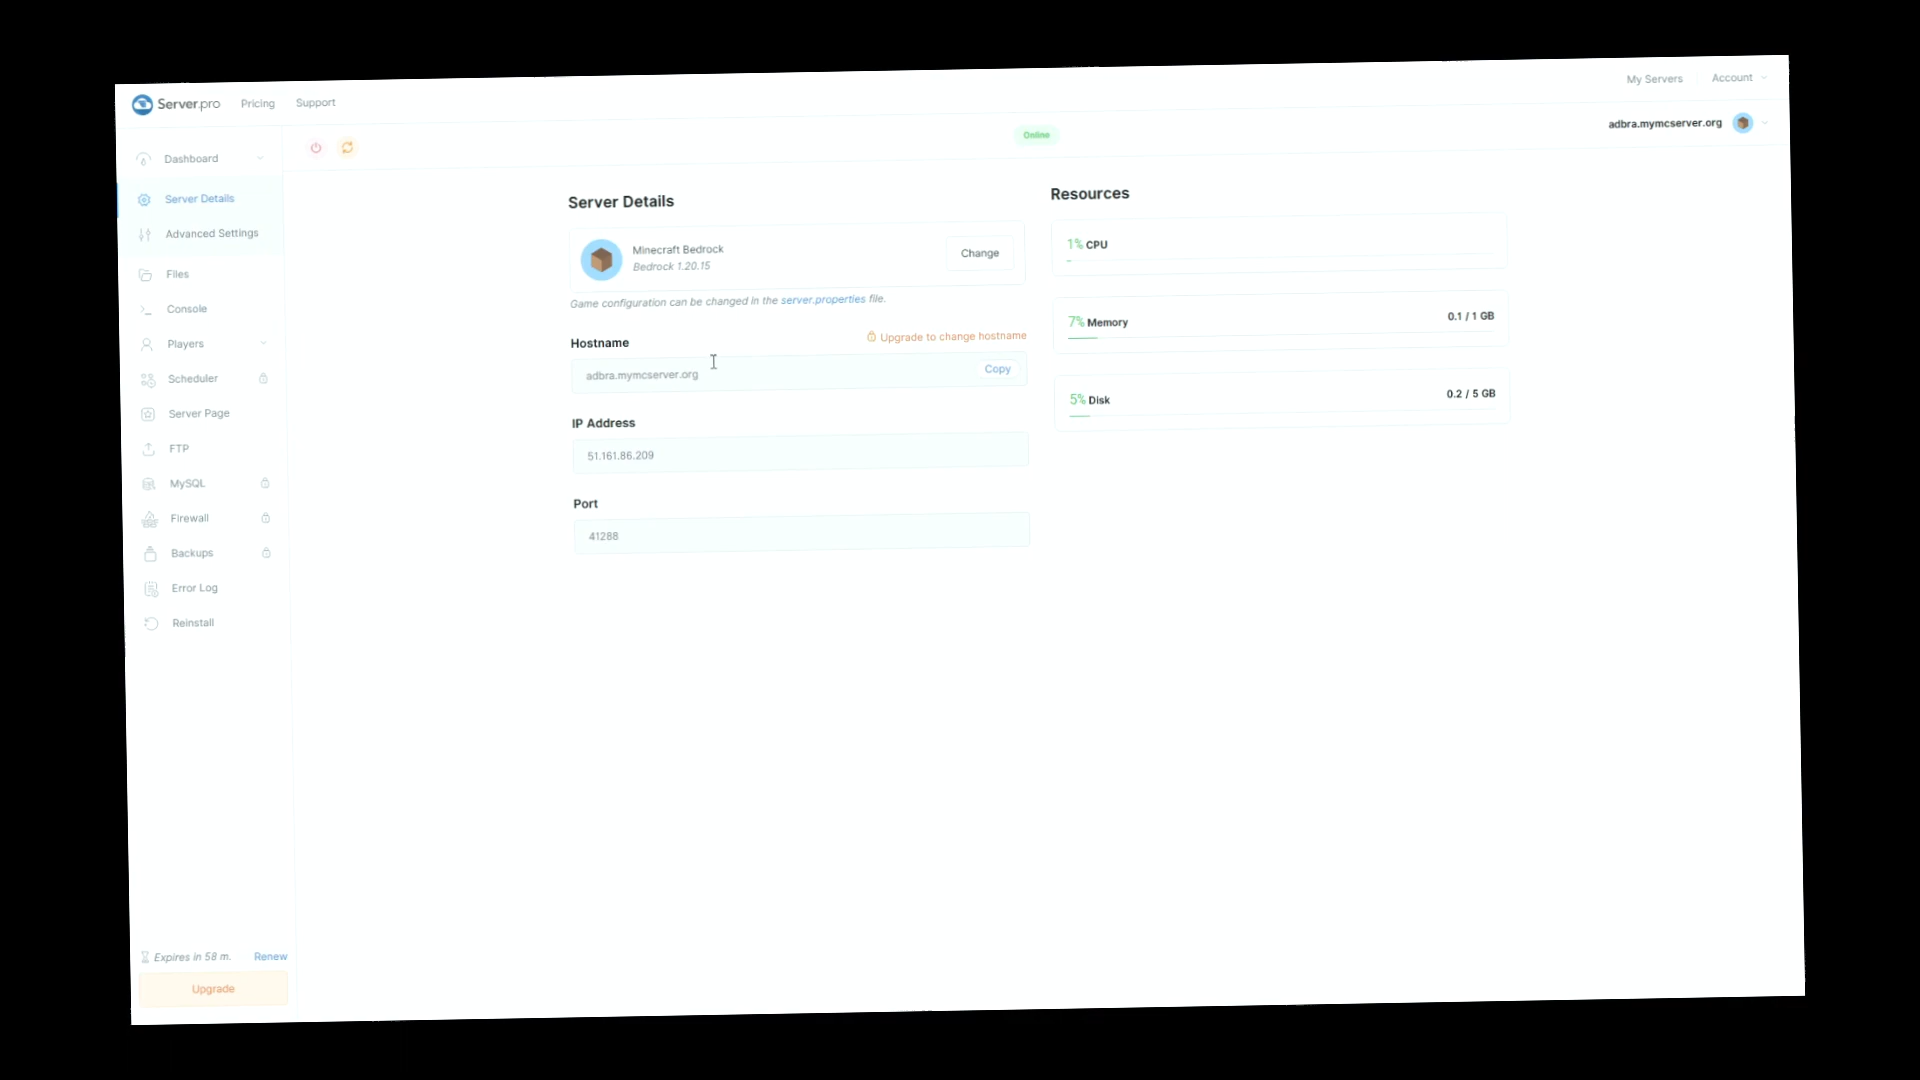 Server.pro
Pricing
Support
My Servers
Account
Online
adbra.mymcserver.org
Dashboard
Server Details
Advanced Settings
Files
Console
Players
Scheduler
Server Page
FTP
MySQL
Firewall
Backups
Error Log
Reinstall
Expires in 58 m.
Renew
Upgrade
Server Details
Minecraft Bedrock
Bedrock 1.20.15
Change
Game configuration can be changed in the server.properties file.
Hostname
Upgrade to change hostname
adbra.mymcserver.org
Copy
IP Address
51.161.86.209
Port
41288
Resources
1% CPU
7% Memory
0.1 / 1 GB
5% Disk
0.2 / 5 GB